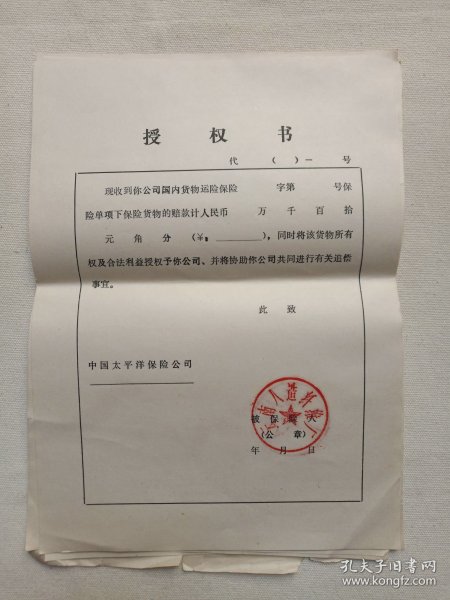 授 权 书
代 （ ）— 号
现收到你公司国内货物运险保险 字第 号保
险单项下保险货物的赔款计人民币 万 千 百 拾
元 角 分 （￥：________），同时将该货物所有
权及合法利益授权予你公司、并将协助你公司共同进行有关追偿
事宜。
此 致
中国太平洋保险公司
被保险人
（公 章）
年 月 日
孔夫子旧书网
www.kongfz.com